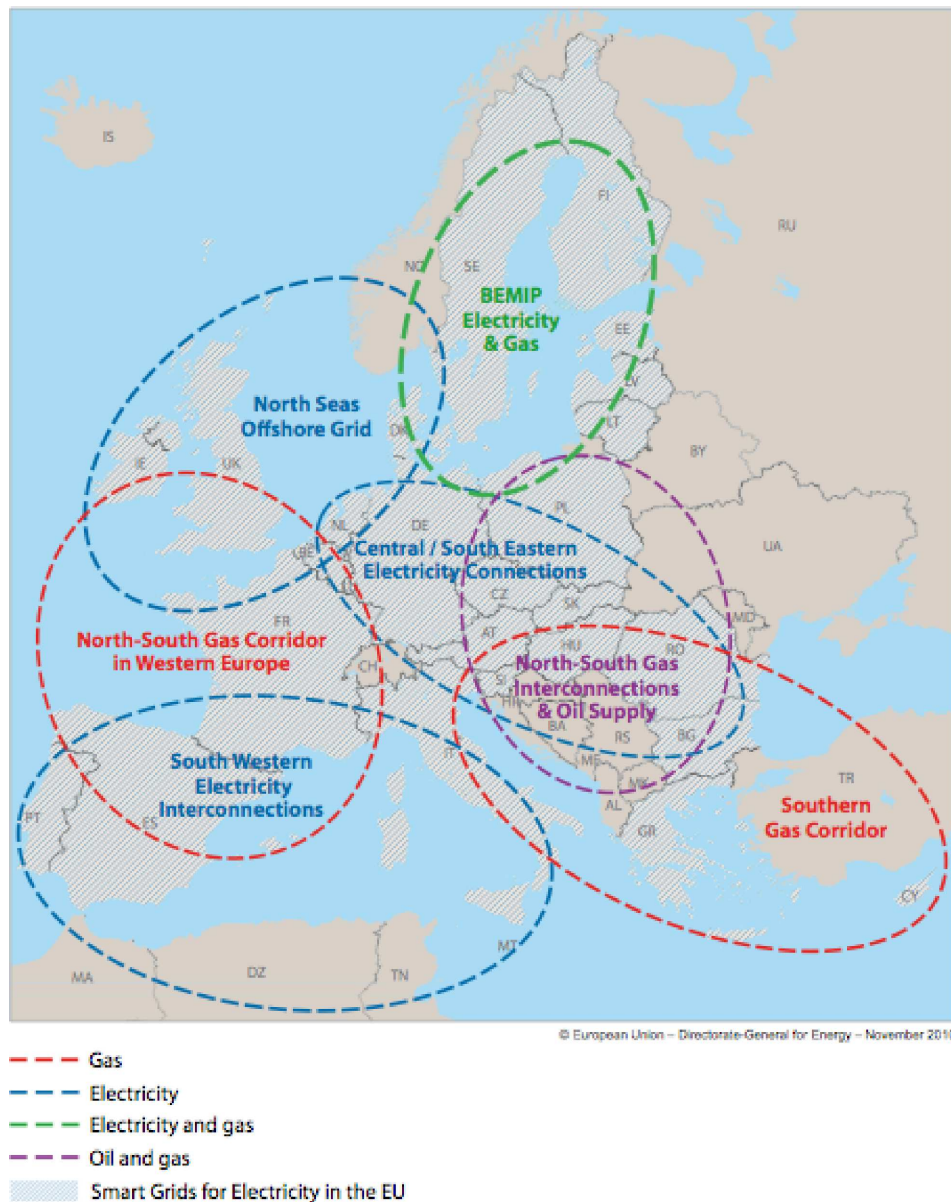 IS
RU
FI
NO
SE
BEMIP
Electricity
& Gas
EE
LV
North Seas
Offshore Grid
DK
LT
BY
IE
UK
PL
NL
DE
UA
BE
Central / South Eastern
Electricity Connections
CZ
SK
FR
AT
HU
MD
RO
North-South Gas Corridor
in Western Europe
CH
North-South Gas
Interconnections
& Oil Supply
SI
BA
RS
BG
IT
ME
MK
AL
TR
South Western
Electricity
Interconnections
Southern
Gas Corridor
PT
ES
GR
CY
MT
MA
DZ
TN
© European Union – Directorate-General for Energy – November 2010
Gas
Electricity
Electricity and gas
Oil and gas
Smart Grids for Electricity in the EU